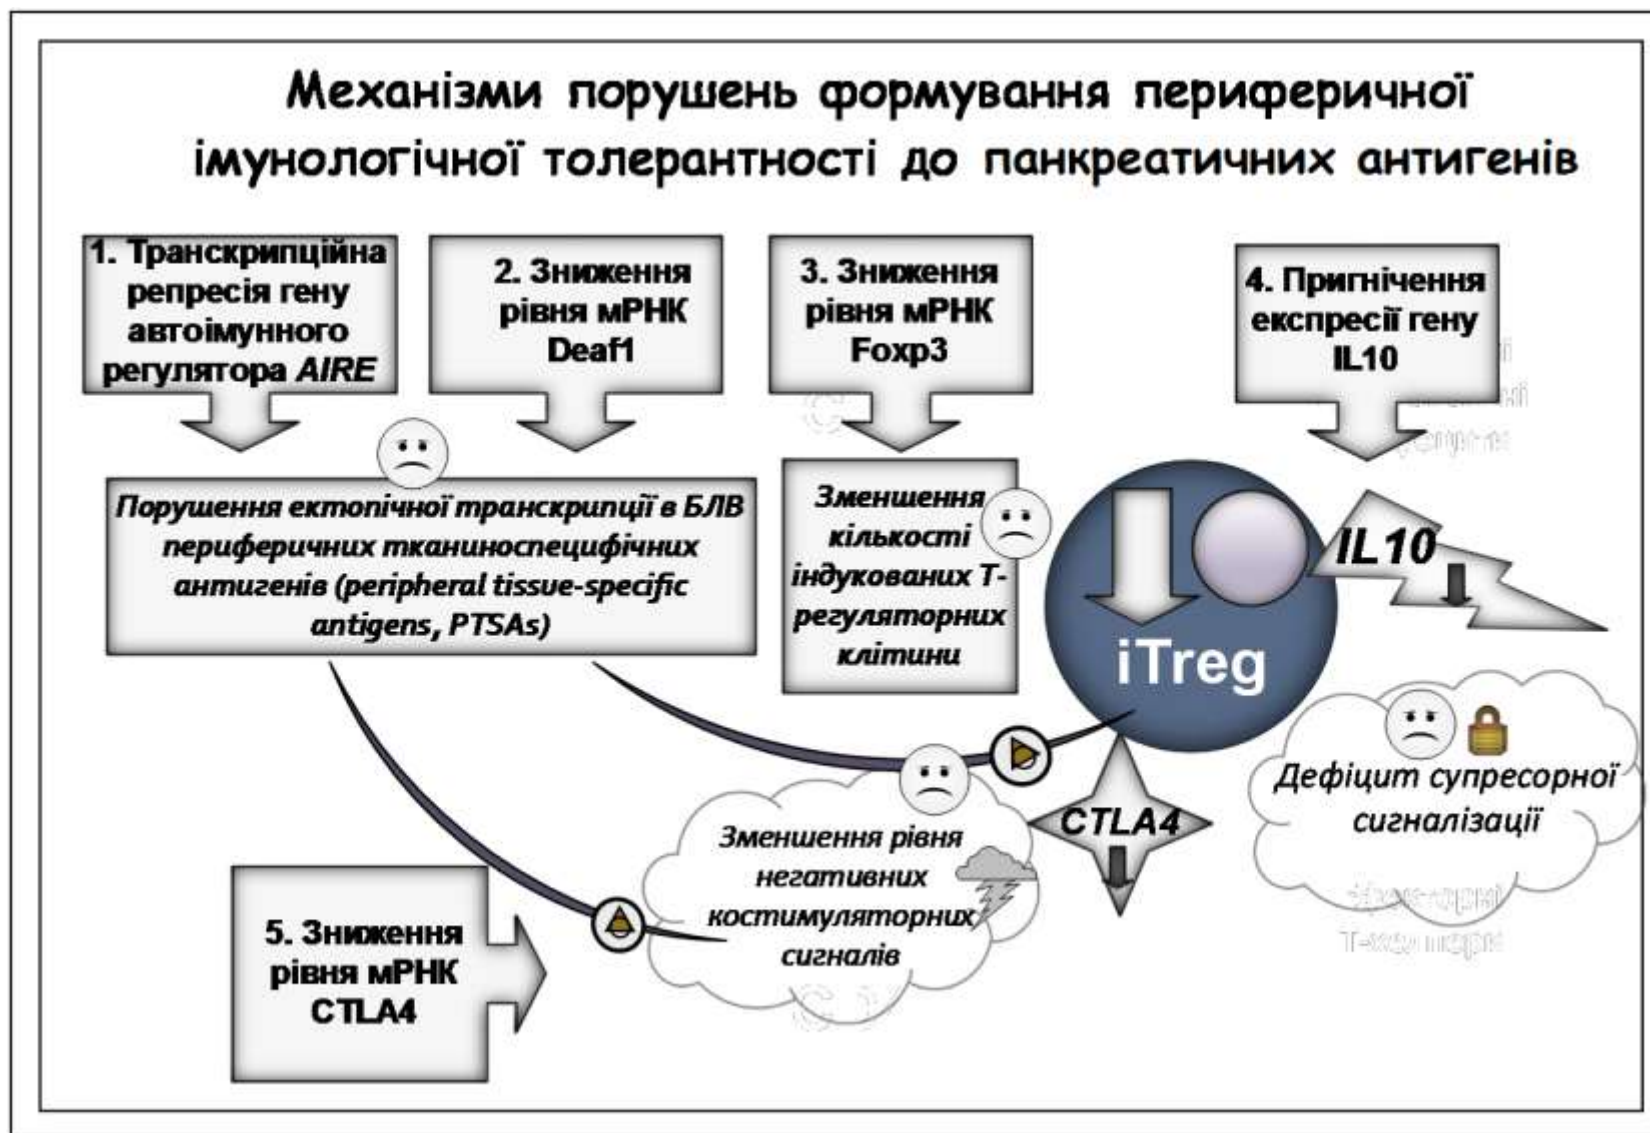 Механізми порушень формування периферичної
імунологічної толерантності до панкреатичних антигенів
1. Транскрипційна
репресія гену
автоімунного
регулятора AIRE
2. Зниження
рівня мРНК
Deaf1
3. Зниження
рівня мРНК
Foxp3
4. Пригнічення
експресії гену
IL10
Порушення ектопічної транскрипції в БЛВ
периферичних тканиноспецифічних
антигенів (peripheral tissue-specific
antigens, PTSAs)
Зменшення
кількості
індукованих Т-
регуляторних
клітини
iTreg
IL10
CTLA4
Дефіцит супресорної
сигналізації
Зменшення рівня
негативних
костимуляторних
сигналів
5. Зниження
рівня мРНК
CTLA4